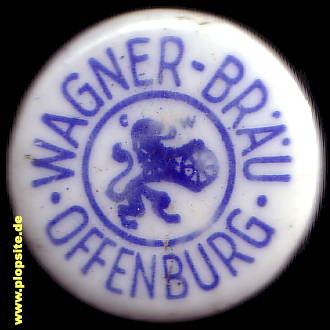 WAGNER-BRÄU
C W
· OFFENBURG ·
www.plopsite.de